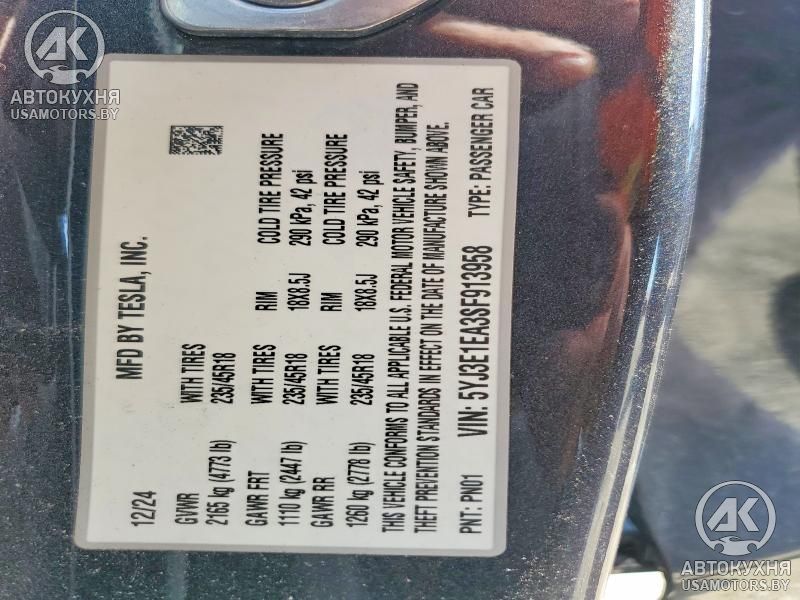 AK
АВТОКУХНЯ
USAMOTORS.BY
MFD BY TESLA, INC.
12/24
GVWR WITH TIRES RIM COLD TIRE PRESSURE
2165 kg (4773 lb) 235/45R18 18X8.5J 290 kPa, 42 psi
GAWR FRT WITH TIRES RIM COLD TIRE PRESSURE
1110 kg (2447 lb) 235/45R18 18X8.5J 290 kPa, 42 psi
GAWR RR WITH TIRES
1260 kg (2778 lb) 235/45R18
THIS VEHICLE CONFORMS TO ALL APPLICABLE U.S. FEDERAL MOTOR VEHICLE SAFETY, BUMPER, AND
THEFT PREVENTION STANDARDS IN EFFECT ON THE DATE OF MANUFACTURE SHOWN ABOVE.
PNT: PN01 VIN: 5YJ3E1EA3SF913958 TYPE: PASSENGER CAR
AK
АВТОКУХНЯ
USAMOTORS.BY